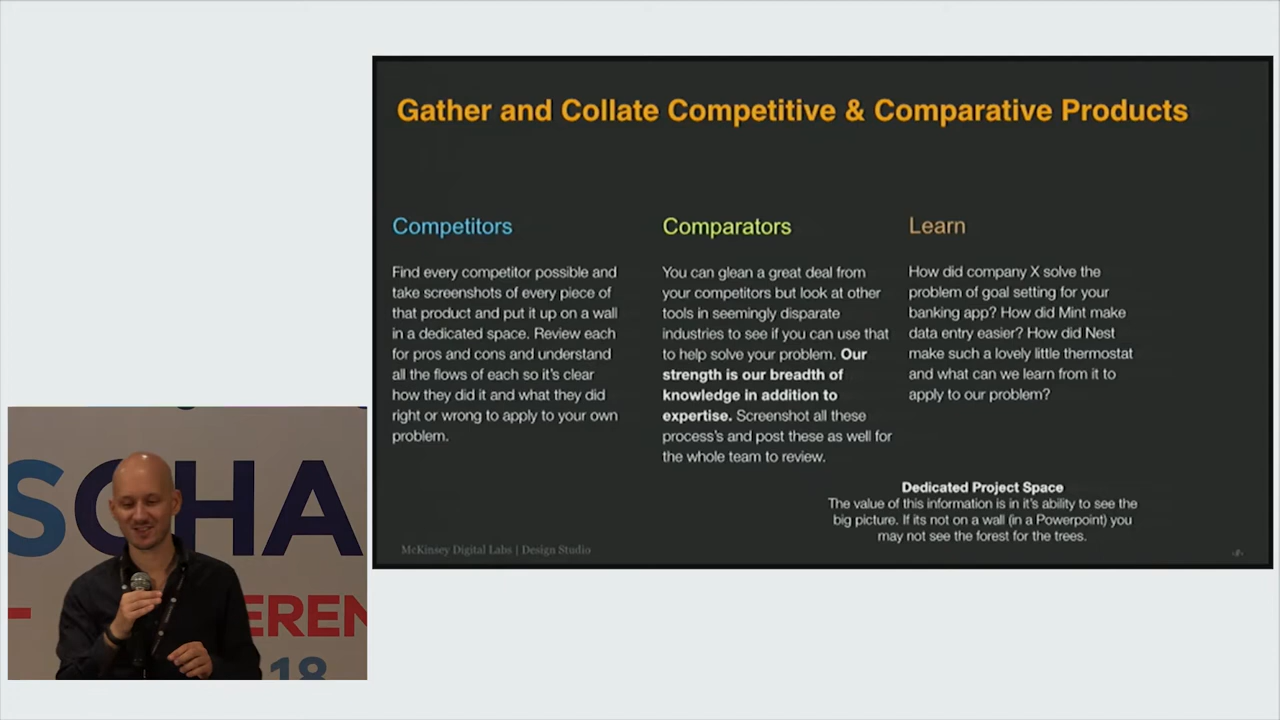 Gather and Collate Competitive & Comparative Products
Competitors
Find every competitor possible and
take screenshots of every piece of
that product and put it up on a wall
in a dedicated space. Review each
for pros and cons and understand
all the flows of each so it's clear
how they did it and what they did
right or wrong to apply to your own
problem.
Comparators
You can glean a great deal from
your competitors but look at other
tools in seemingly disparate
industries to see if you can use that
to help solve your problem. Our
strength is our breadth of
knowledge in addition to
expertise. Screenshot all these
process's and post these as well for
the whole team to review.
Learn
How did company X solve the
problem of goal setting for your
banking app? How did Mint make
data entry easier? How did Nest
make such a lovely little thermostat
and what can we learn from it to
apply to our problem?
Dedicated Project Space
The value of this information is in it's ability to see the
big picture. If its not on a wall (in a Powerpoint) you
may not see the forest for the trees.
McKinsey Digital Labs | Design Studio
SCHA
EREN
18